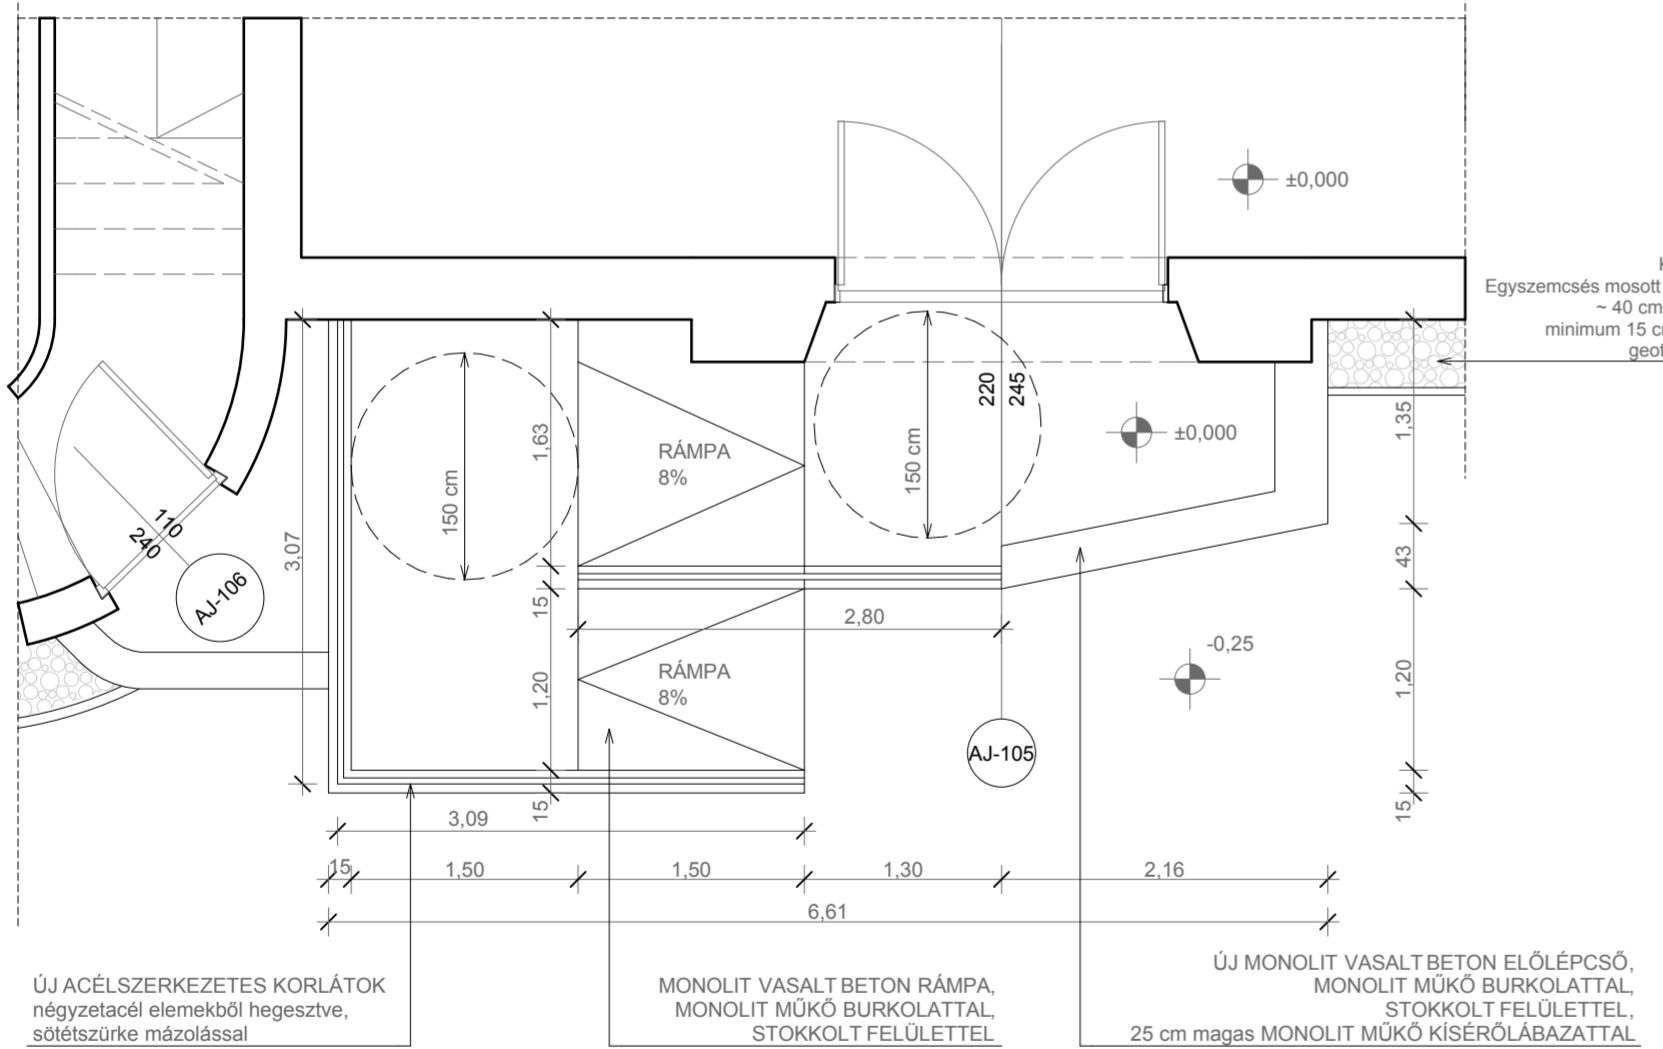 ±0,000
K
Egyszemcsés mosott
~ 40 cm
minimum 15 cm
geot
220
245
1,35
1,63
RÁMPA
8%
150 cm
±0,000
150 cm
110
240
3,07
43
AJ-106
15
2,80
-0,25
RÁMPA
8%
1,20
1,20
AJ-105
15
15
3,09
15
1,50
1,50
1,30
2,16
6,61
ÚJ ACÉLSZERKEZETES KORLÁTOK
négyzetacél elemekből hegesztve,
sötétszürke mázolással
MONOLIT VASALT BETON RÁMPA,
MONOLIT MŰKŐ BURKOLATTAL,
STOKKOLT FELÜLETTEL
ÚJ MONOLIT VASALT BETON ELŐLÉPCSŐ,
MONOLIT MŰKŐ BURKOLATTAL,
STOKKOLT FELÜLETTEL,
25 cm magas MONOLIT MŰKŐ KÍSÉRŐLÁBAZATTAL